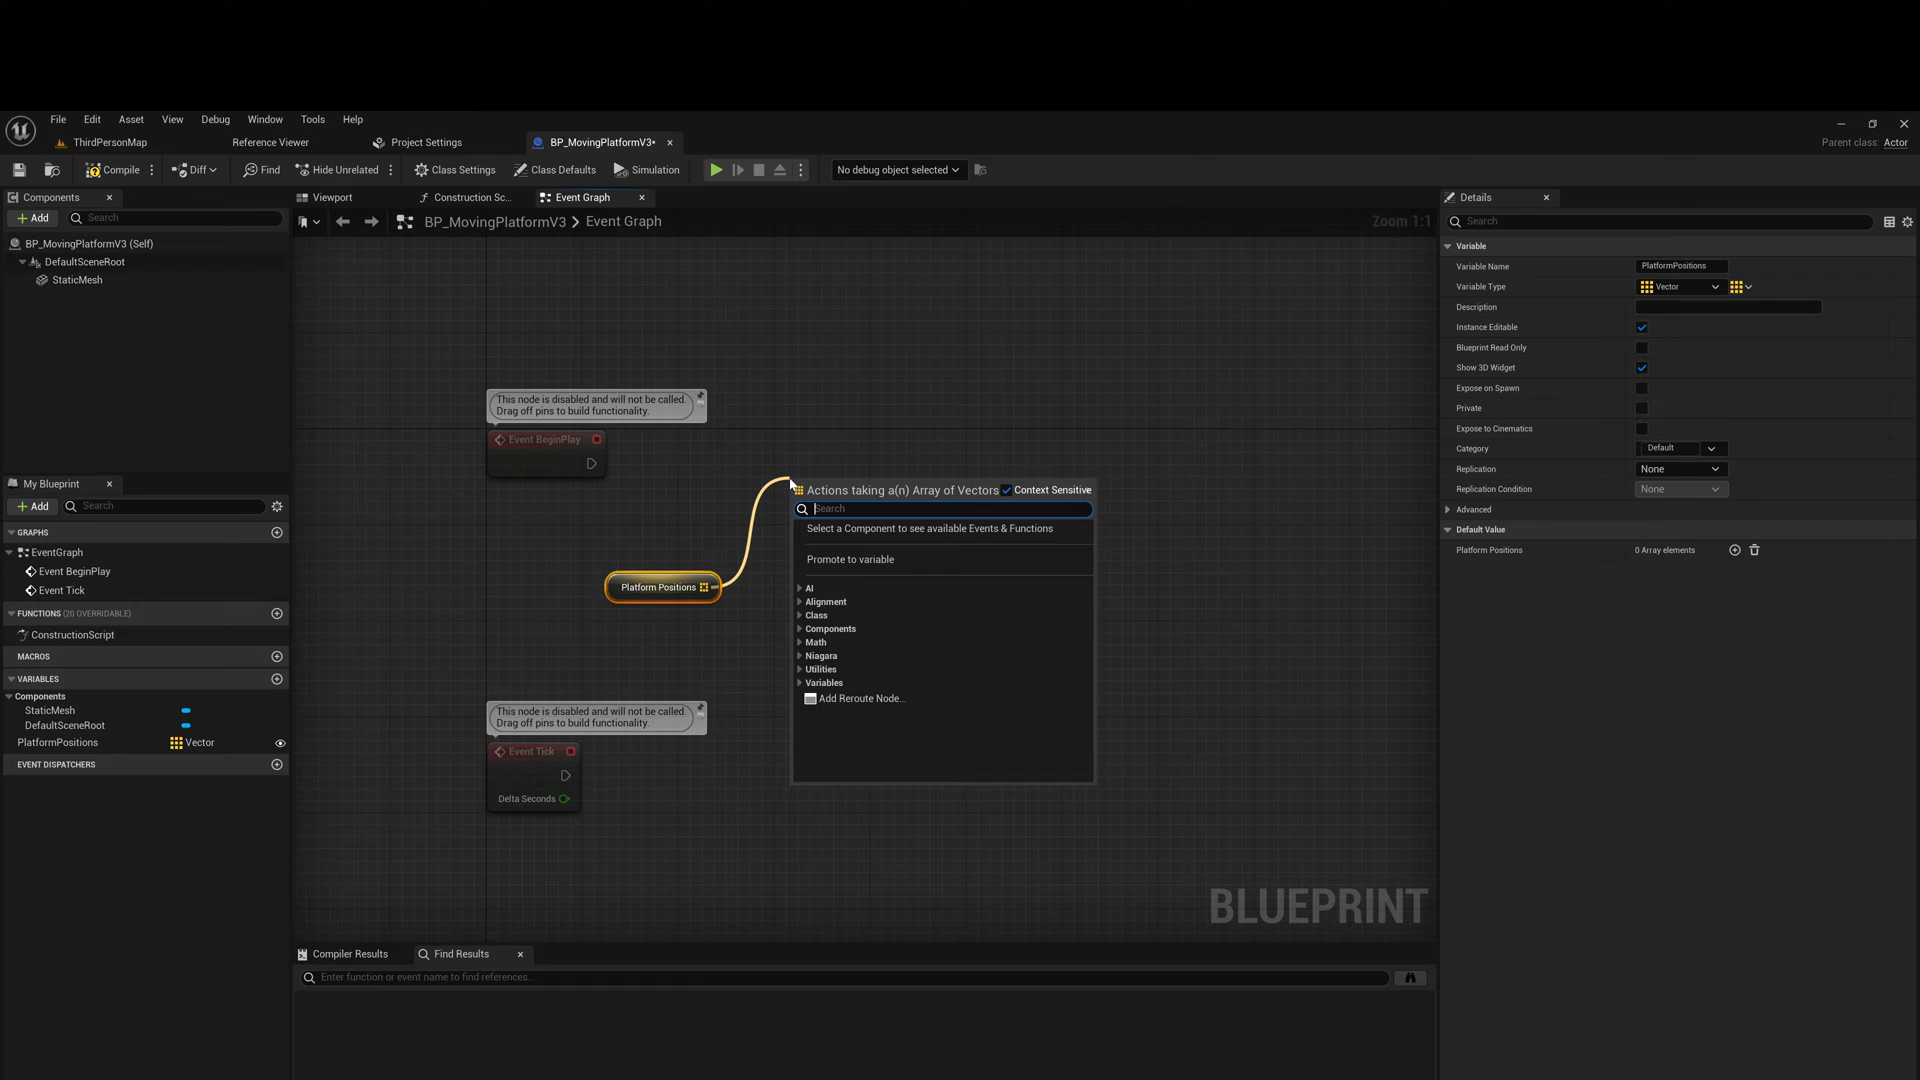 File Edit Asset View Debug Window Tools Help
ThirdPersonMap Reference Viewer Project Settings BP_MovingPlatformV3•
Parent class: Actor
Compile Diff Find Hide Unrelated Class Settings Class Defaults Simulation No debug object selected
Components
Viewport Construction Sc... Event Graph
Details
Add Search
BP_MovingPlatformV3 > Event Graph
Zoom 1:1
Search
BP_MovingPlatformV3 (Self)
DefaultSceneRoot
StaticMesh
Variable
Variable Name PlatformPositions
Variable Type Vector
Description
Instance Editable
Blueprint Read Only
Show 3D Widget
Expose on Spawn
Private
Expose to Cinematics
Category Default
Replication None
Replication Condition None
Advanced
Default Value
Platform Positions 0 Array elements
This node is disabled and will not be called.
Drag off pins to build functionality.
Event BeginPlay
Actions taking a(n) Array of Vectors Context Sensitive
Search
Select a Component to see available Events & Functions
Promote to variable
AI
Alignment
Class
Components
Math
Niagara
Utilities
Variables
Add Reroute Node...
Platform Positions
This node is disabled and will not be called.
Drag off pins to build functionality.
Event Tick
Delta Seconds
BLUEPRINT
My Blueprint
Add Search
GRAPHS
EventGraph
Event BeginPlay
Event Tick
FUNCTIONS (20 OVERRIDABLE)
ConstructionScript
MACROS
VARIABLES
Components
StaticMesh
DefaultSceneRoot
PlatformPositions Vector
EVENT DISPATCHERS
Compiler Results Find Results
Enter function or event name to find references...